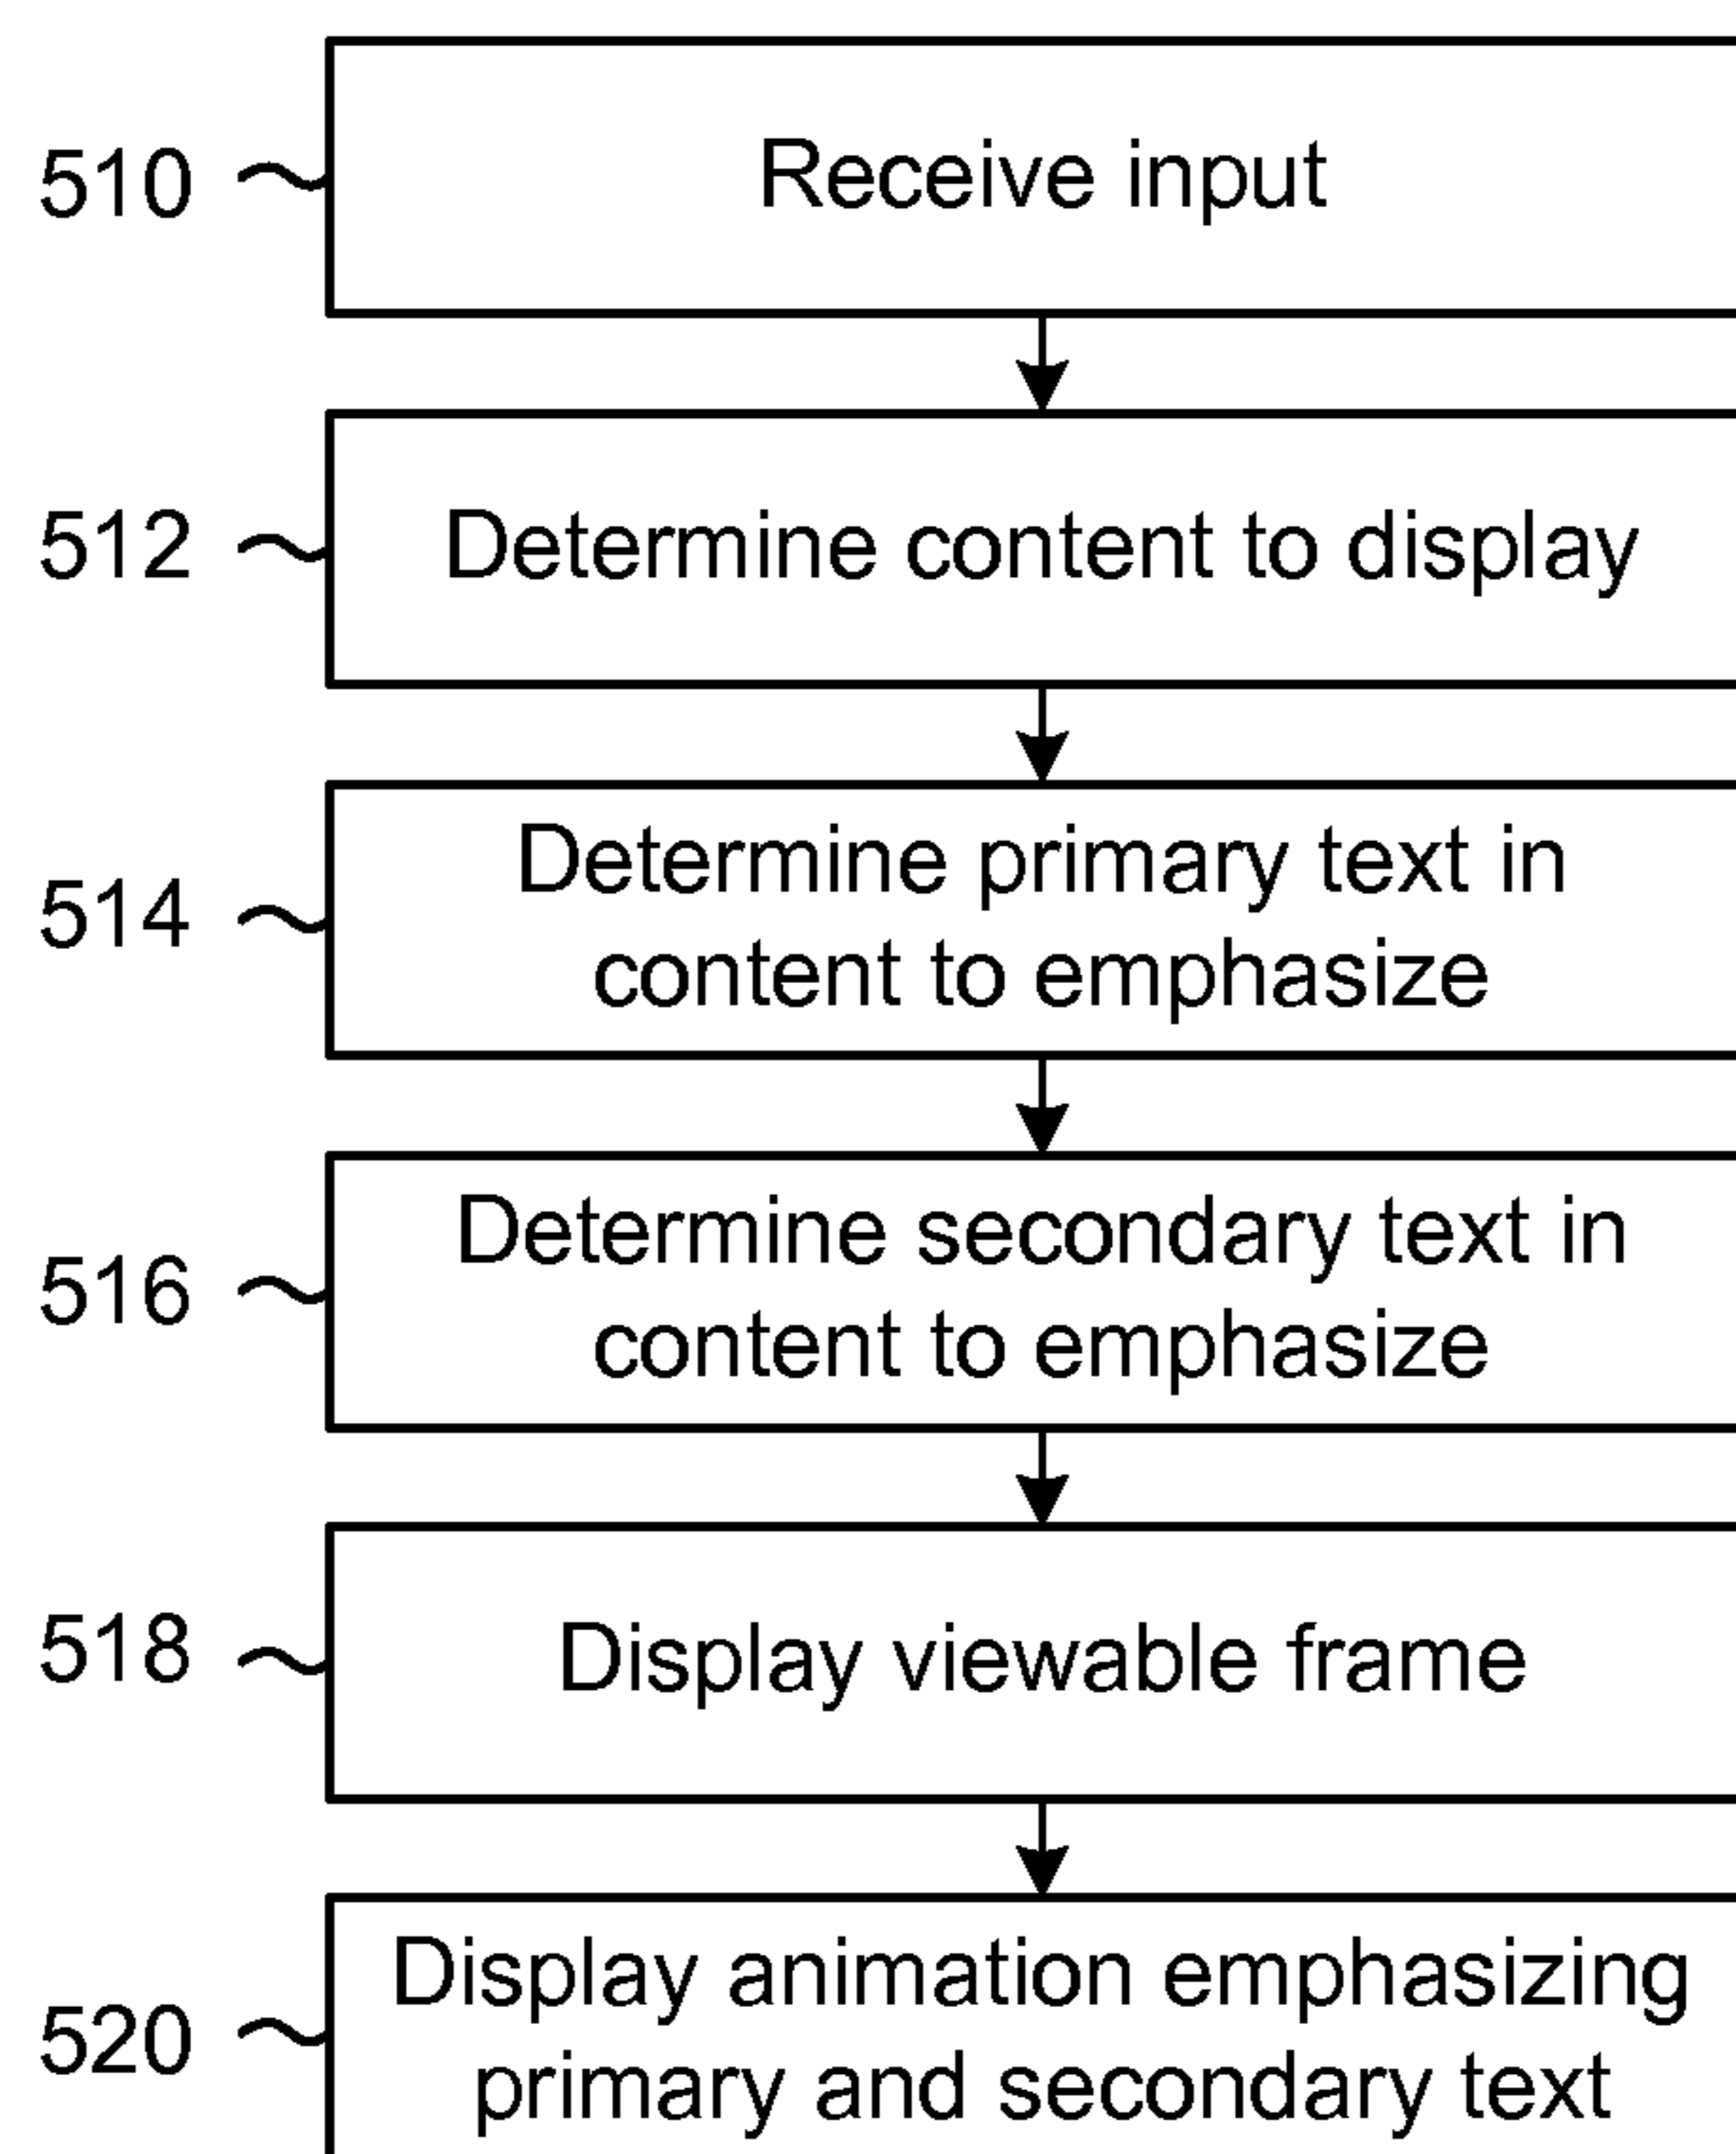 510
Receive input
512
Determine content to display
514
Determine primary text in
content to emphasize
516
Determine secondary text in
content to emphasize
518
Display viewable frame
520
Display animation emphasizing
primary and secondary text